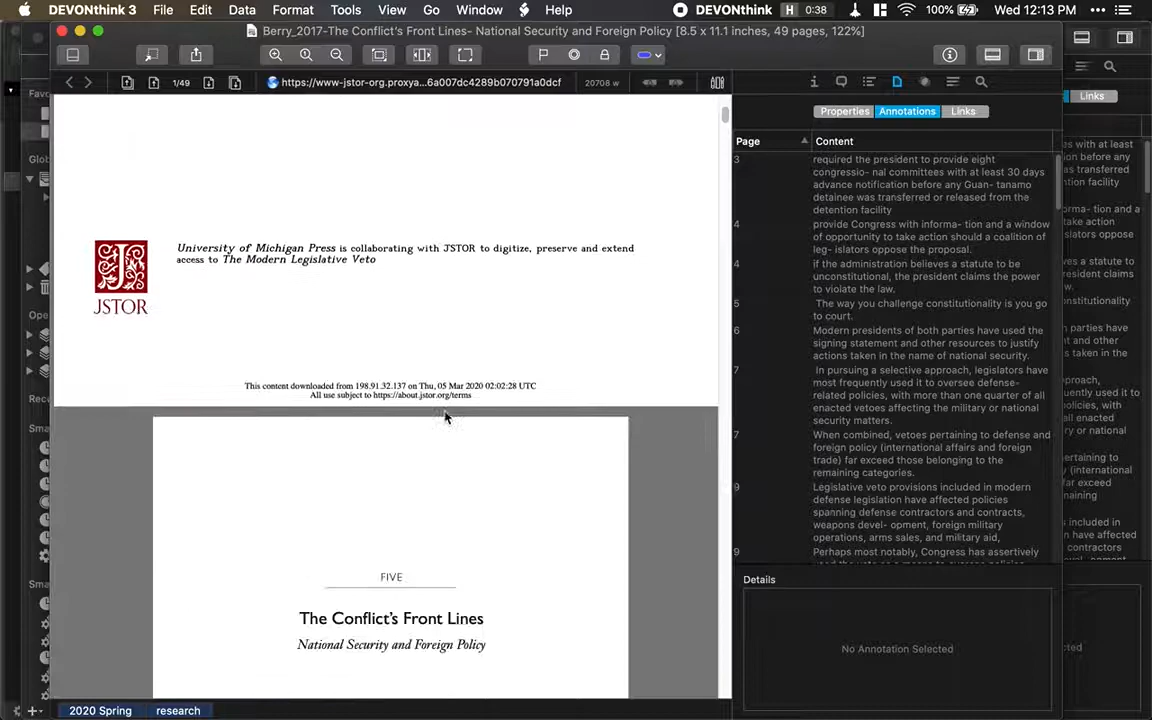 DEVONthink 3 File Edit Data Format Tools View Go Window Help
DEVONthink H 0:38 100% Wed 12:13 PM
Berry_2017-The Conflict's Front Lines- National Security and Foreign Policy [8.5 x 11.1 inches, 49 pages, 122%]
1/49 https://www-jstor-org.proxya...6a007dc4289b070791a0dcf 20708 w
Properties Annotations Links
Links
Page Content
3 required the president to provide eight
congressio- nal committees with at least 30 days
advance notification before any Guan- tanamo
detainee was transferred or released from the
detention facility
4 provide Congress with informa- tion and a window
of opportunity to take action should a coalition of
leg- islators oppose the proposal.
4 if the administration believes a statute to be
unconstitutional, the president claims the power
to violate the law.
5 The way you challenge constitutionality is you go
to court.
6 Modern presidents of both parties have used the
signing statement and other resources to justify
actions taken in the name of national security.
7 In pursuing a selective approach, legislators have
most frequently used it to oversee defense-
related policies, with more than one quarter of all
enacted vetoes affecting the military or national
security matters.
7 When combined, vetoes pertaining to defense and
foreign policy (international affairs and foreign
trade) far exceed those belonging to the
remaining categories.
9 Legislative veto provisions included in modern
defense legislation have affected policies
spanning defense contractors and contracts,
weapons devel- opment, foreign military
operations, arms sales, and military aid,
9 Perhaps most notably, Congress has assertively
Details
No Annotation Selected
JSTOR
University of Michigan Press is collaborating with JSTOR to digitize, preserve and extend
access to The Modern Legislative Veto
This content downloaded from 198.91.32.137 on Thu, 05 Mar 2020 02:02:28 UTC
All use subject to https://about.jstor.org/terms
FIVE
The Conflict's Front Lines
National Security and Foreign Policy
2020 Spring research